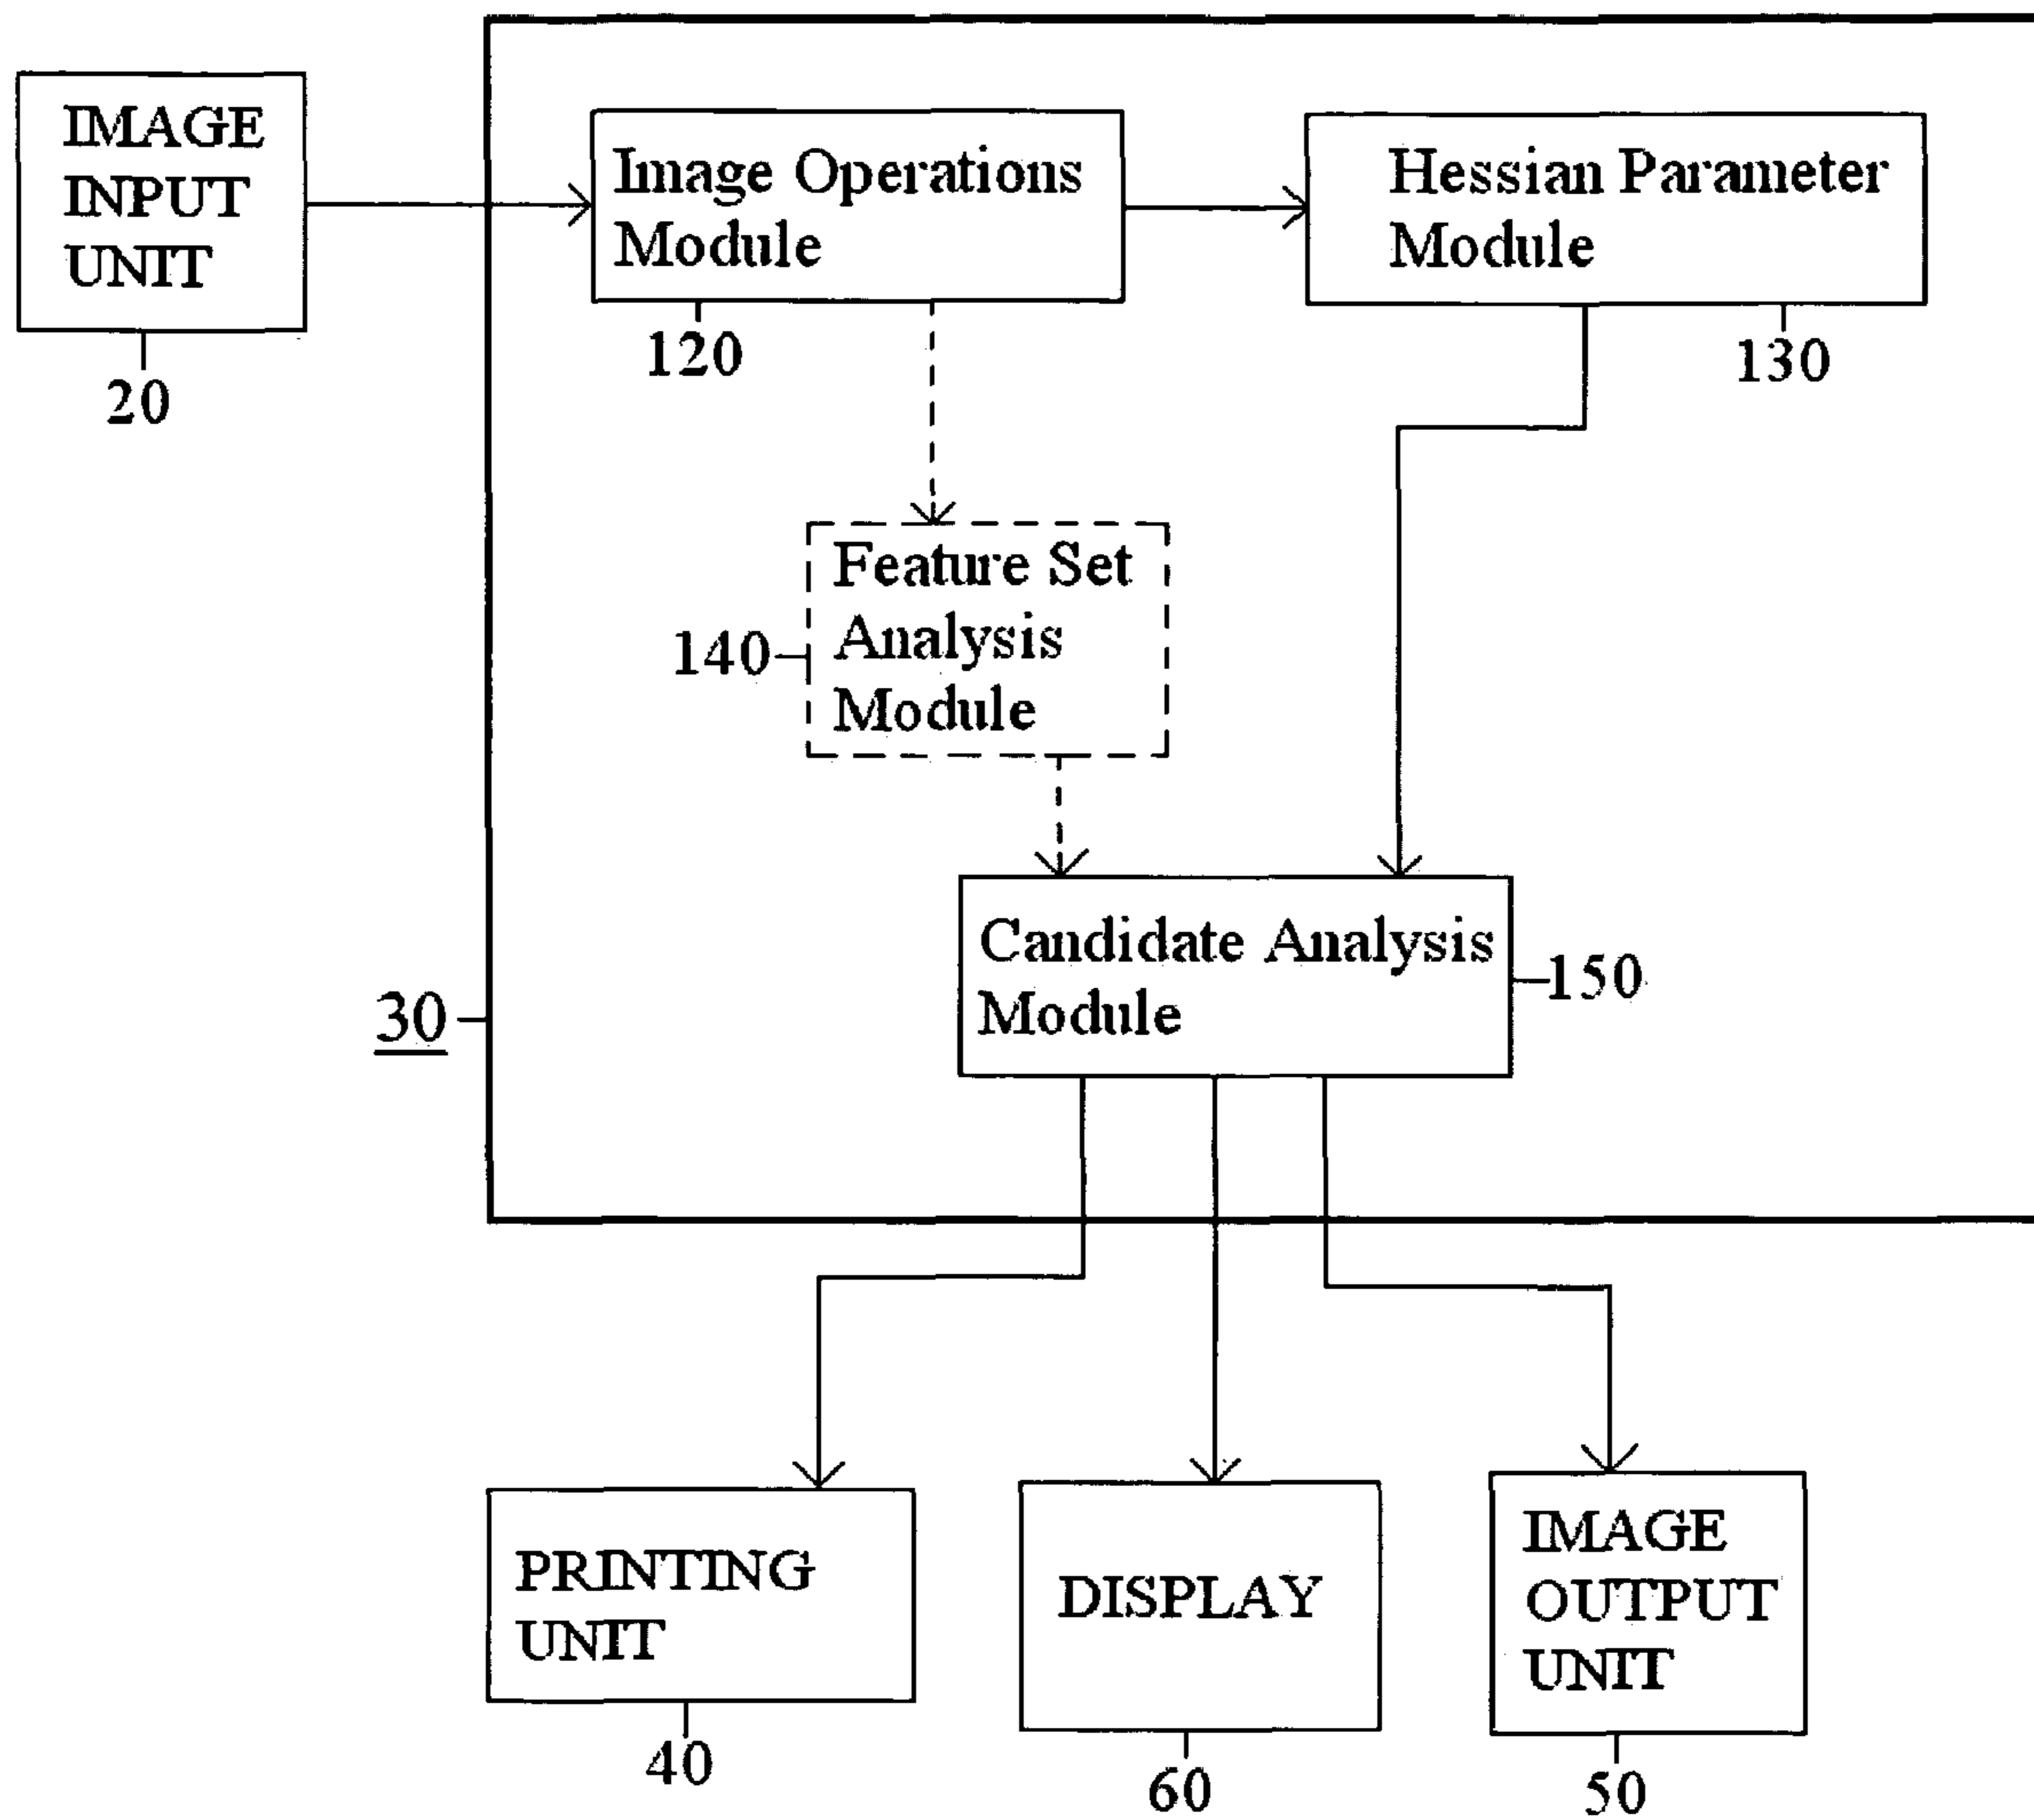 IMAGE
INPUT
UNIT
20
Image Operations
Module
120
Hessian Parameter
Module
130
Feature Set
Analysis
Module
140
Candidate Analysis
Module
150
30
PRINTING
UNIT
40
DISPLAY
60
IMAGE
OUTPUT
UNIT
50